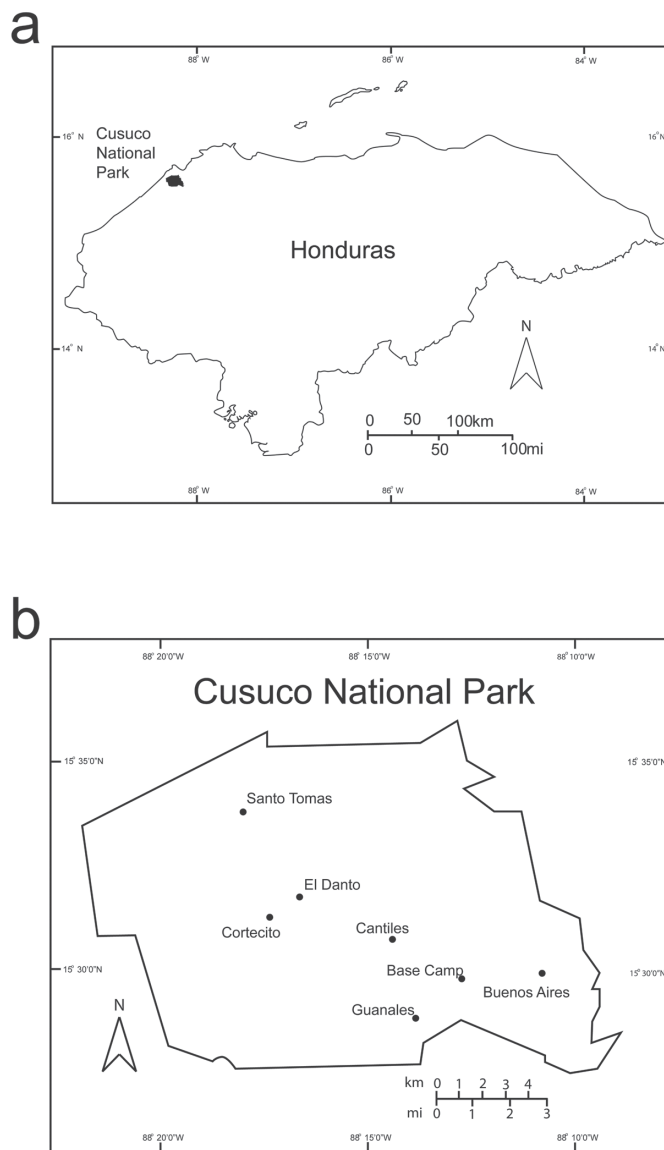 a
88° W
86° W
84° W
16° N
16° N
Cusuco
National
Park
Honduras
N
14° N
14° N
0 50 100km
0 50 100mi
88° W
86° W
84° W
b
88° 20'0"W
88° 15'0"W
88° 10'0"W
Cusuco National Park
15° 35'0"N
15° 35'0"N
Santo Tomas
El Danto
Cortecito
Cantiles
Base Camp
15° 30'0"N
15° 30'0"N
Buenos Aires
N
Guanales
km 0 1 2 3 4
mi 0 1 2 3
88° 20'0"W
88° 15'0"W
88° 10'0"W